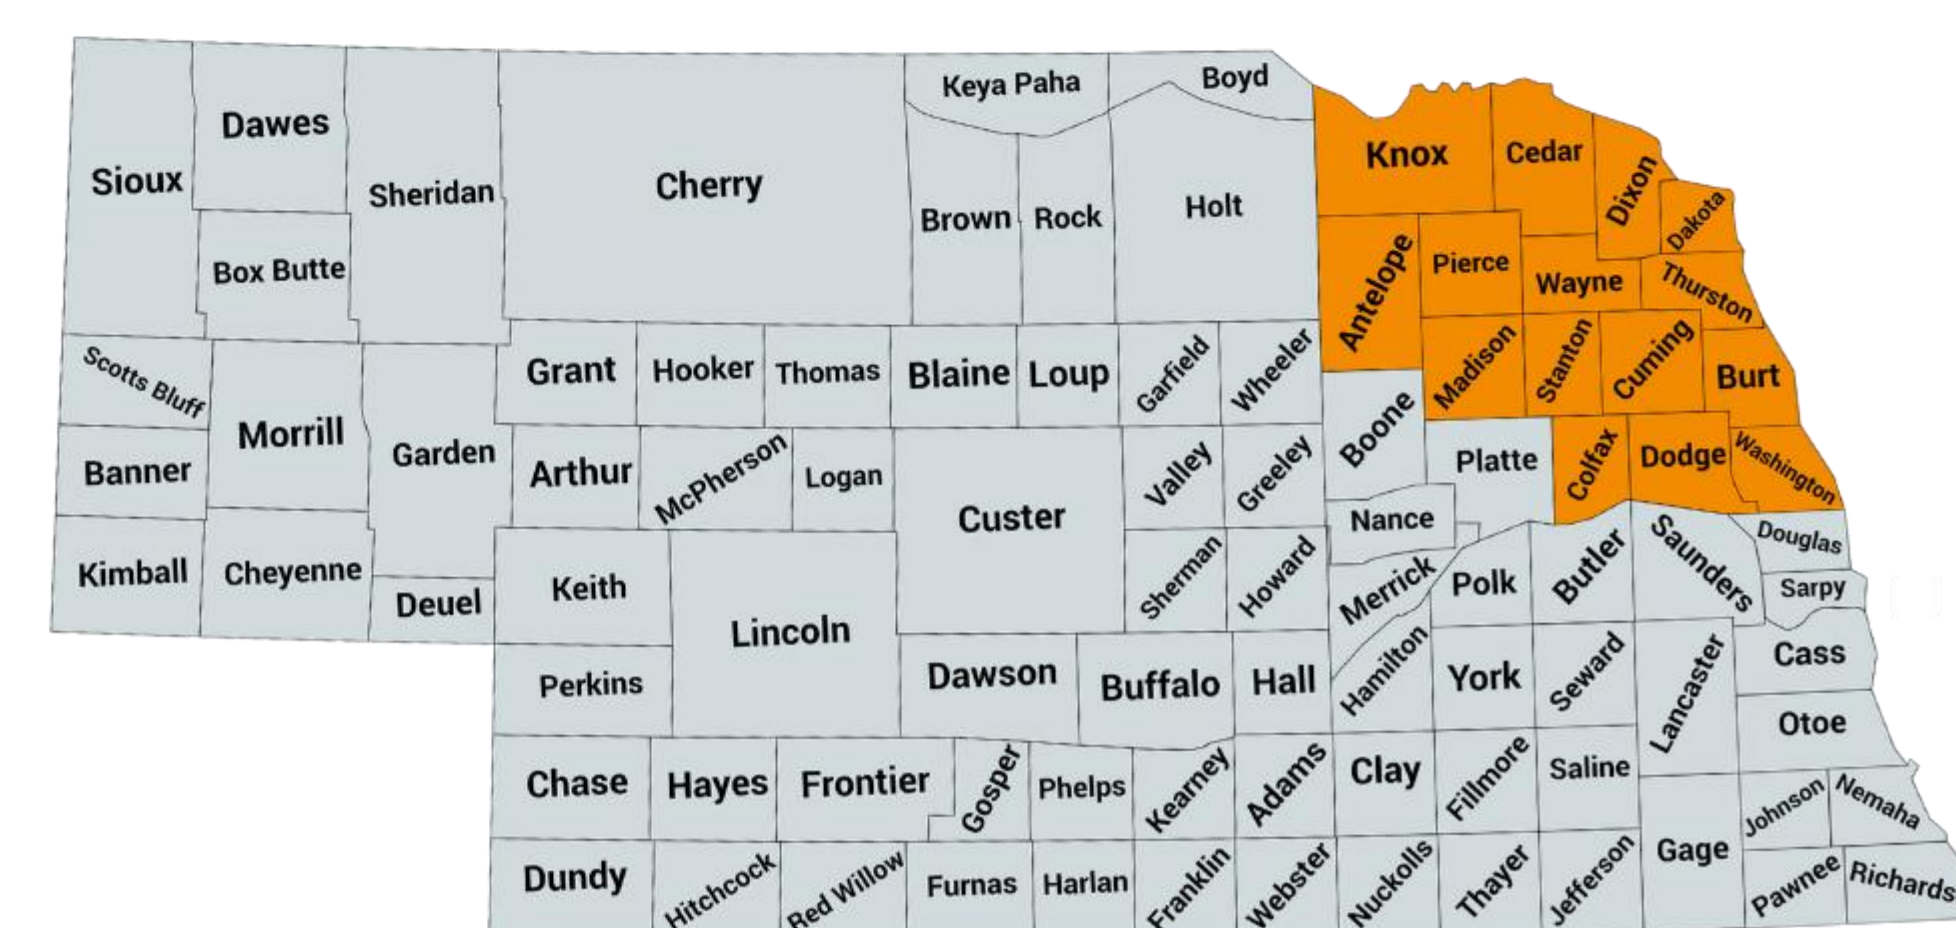 Keya Paha
Boyd
Dawes
Knox
Cedar
Sioux
Sheridan
Cherry
Dixon
Brown
Rock
Holt
Dakota
Box Butte
Antelope
Pierce
Wayne
Thurston
Scotts Bluff
Grant
Hooker
Thomas
Blaine
Loup
Garfield
Wheeler
Madison
Stanton
Cuming
Burt
Morrill
Garden
Boone
Banner
Arthur
McPherson
Logan
Custer
Valley
Greeley
Platte
Colfax
Dodge
Washington
Nance
Douglas
Kimball
Cheyenne
Deuel
Keith
Lincoln
Sherman
Howard
Merrick
Polk
Butler
Saunders
Sarpy
Perkins
Dawson
Buffalo
Hall
Hamilton
York
Seward
Lancaster
Cass
Otoe
Chase
Hayes
Frontier
Gosper
Phelps
Kearney
Adams
Clay
Fillmore
Saline
Johnson
Nemaha
Dundy
Hitchcock
Red Willow
Furnas
Harlan
Franklin
Webster
Nuckolls
Thayer
Jefferson
Gage
Pawnee
Richards